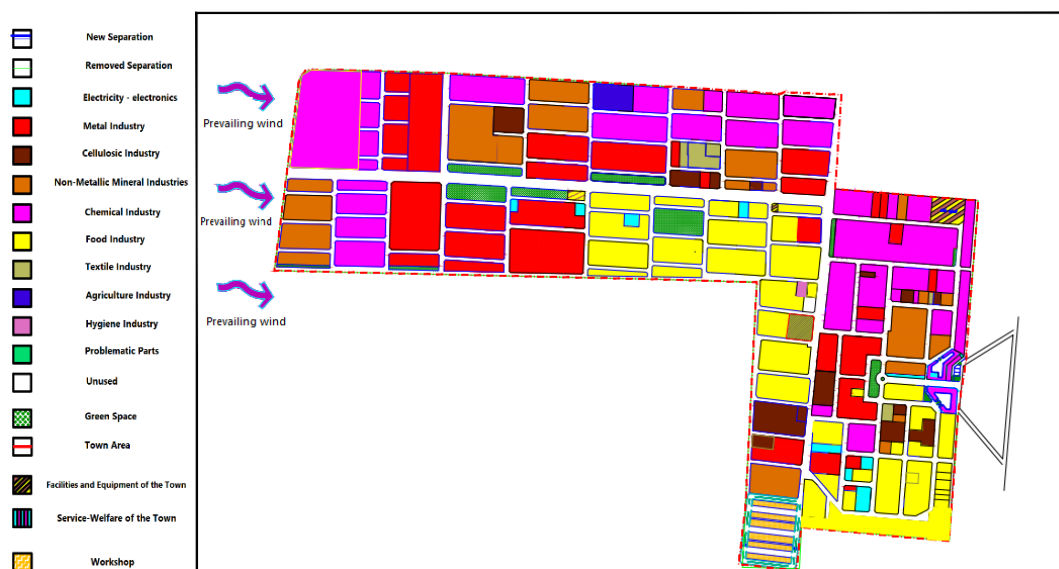 New Separation
Removed Separation
Electricity - electronics
Metal Industry
Cellulosic Industry
Non-Metallic Mineral Industries
Chemical Industry
Food Industry
Textile Industry
Agriculture Industry
Hygiene Industry
Problematic Parts
Unused
Green Space
Town Area
Facilities and Equipment of the Town
Service-Welfare of the Town
Workshop
Prevailing wind
Prevailing wind
Prevailing wind